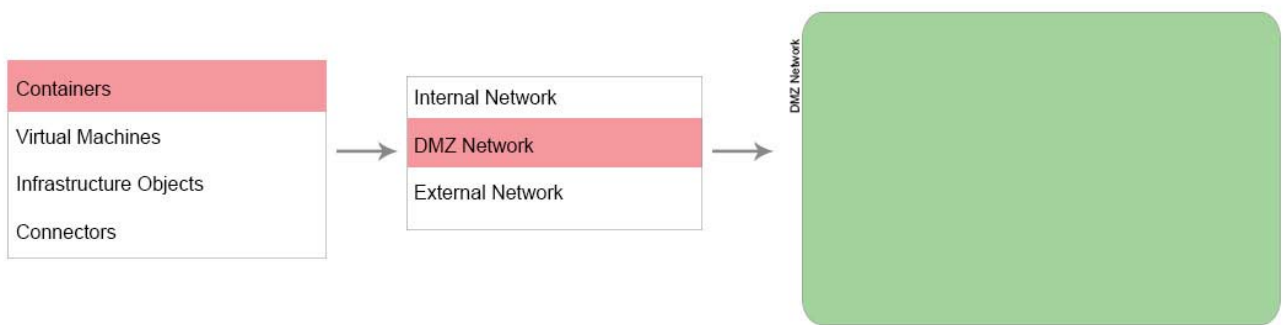 Containers
Virtual Machines
Infrastructure Objects
Connectors
Internal Network
DMZ Network
External Network
DMZ Network